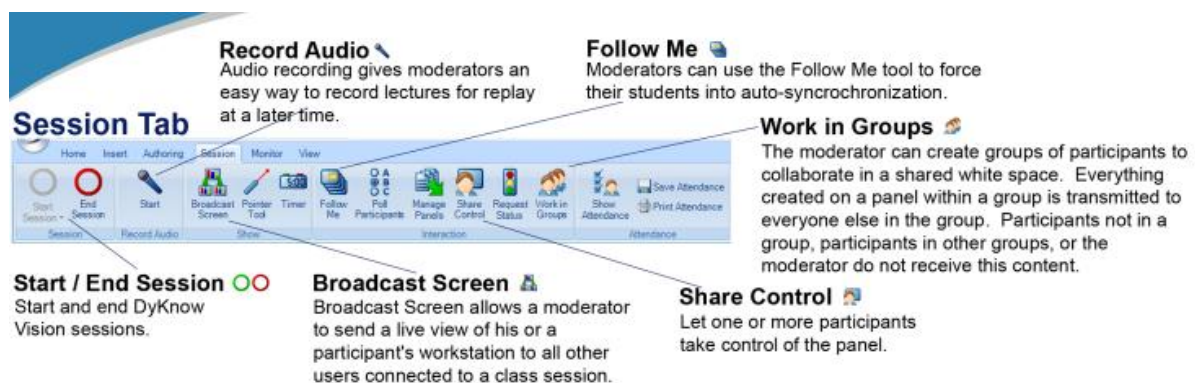 Record Audio
Audio recording gives moderators an
easy way to record lectures for replay
at a later time.
Follow Me
Moderators can use the Follow Me tool to force
their students into auto-syncrochronization.
Session Tab
Work in Groups
The moderator can create groups of participants to
collaborate in a shared white space. Everything
created on a panel within a group is transmitted to
everyone else in the group. Participants not in a
group, participants in other groups, or the
moderator do not receive this content.
Home Insert Authoring Session Monitor View
Start Session
End Session
Start
Broadcast Screen
Pointer Tool
Timer
Follow Me
Poll Participants
Manage Panels
Share Control
Request Status
Work in Groups
Show Attendance
Save Attendance
Print Attendance
Session Record Audio Show Interaction Attendance
Start / End Session
Start and end DyKnow
Vision sessions.
Broadcast Screen
Broadcast Screen allows a moderator
to send a live view of his or a
participant's workstation to all other
users connected to a class session.
Share Control
Let one or more participants
take control of the panel.